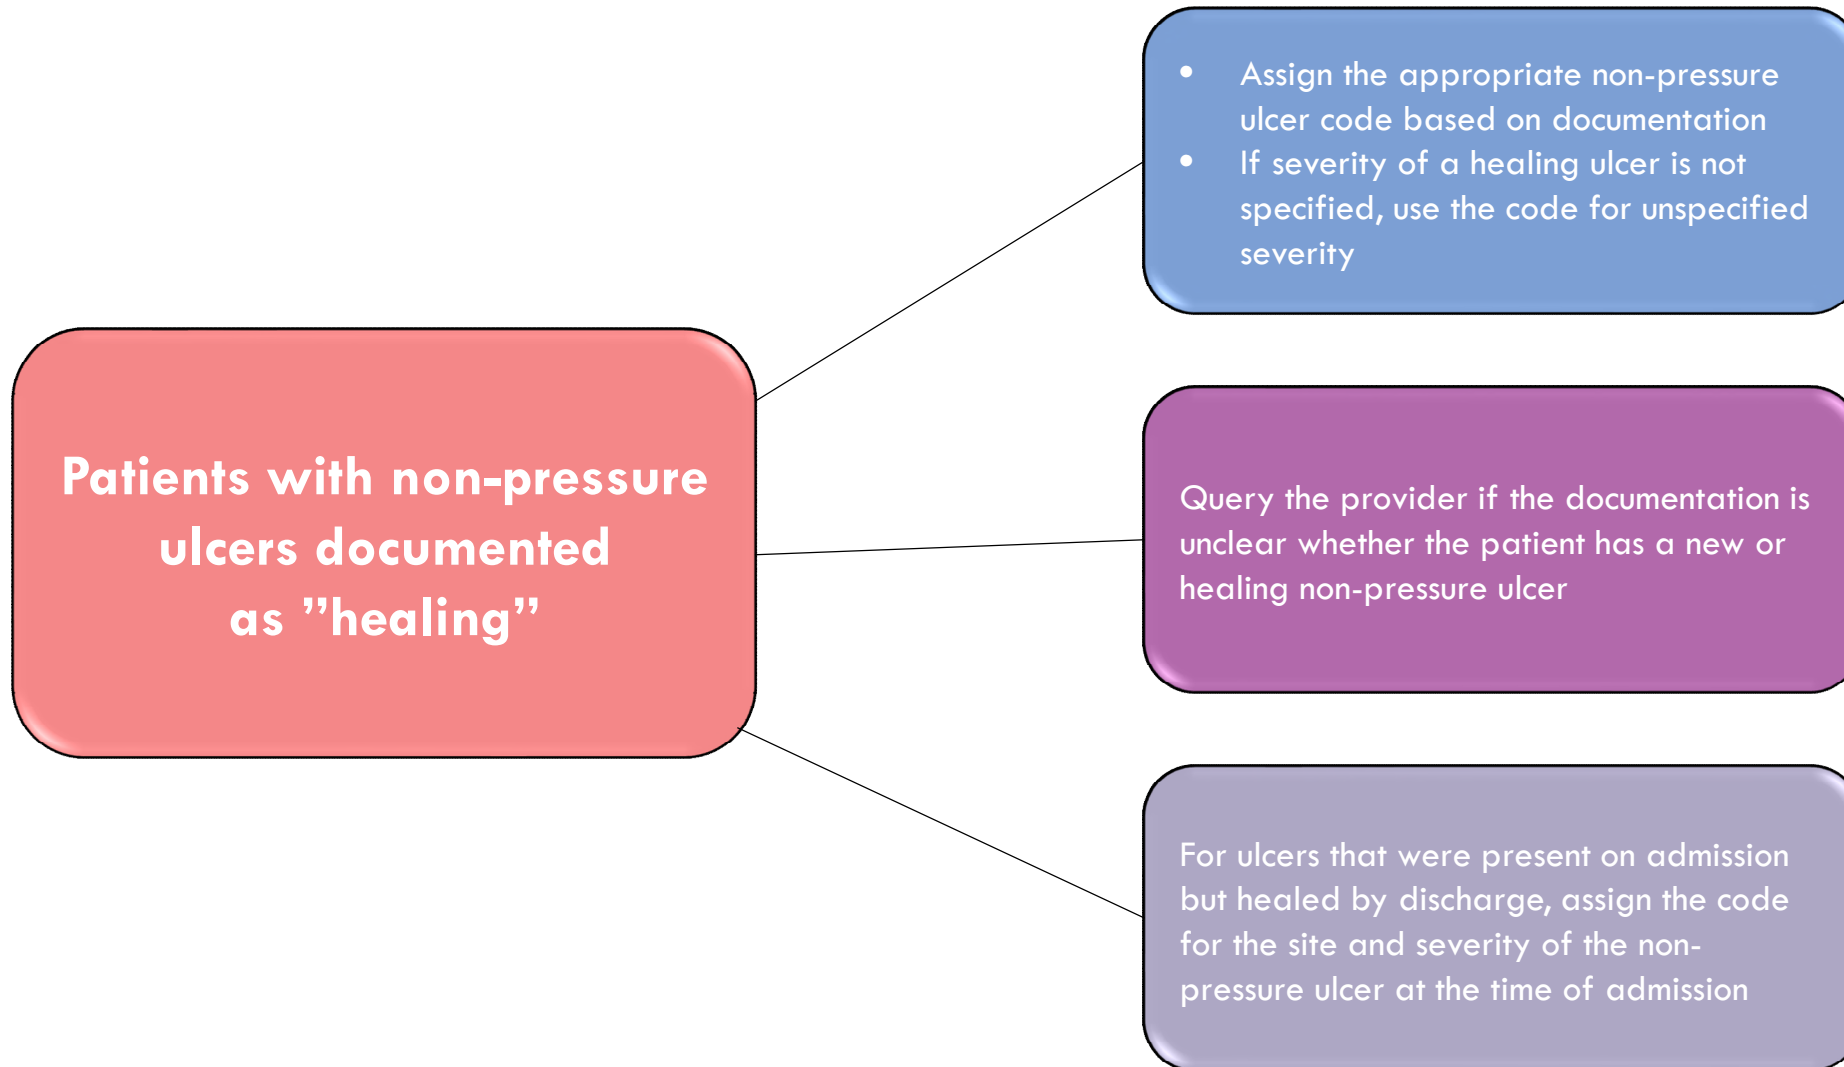 Patients with non-pressure
ulcers documented
as ”healing”
• Assign the appropriate non-pressure
ulcer code based on documentation
• If severity of a healing ulcer is not
specified, use the code for unspecified
severity
Query the provider if the documentation is
unclear whether the patient has a new or
healing non-pressure ulcer
For ulcers that were present on admission
but healed by discharge, assign the code
for the site and severity of the non-
pressure ulcer at the time of admission